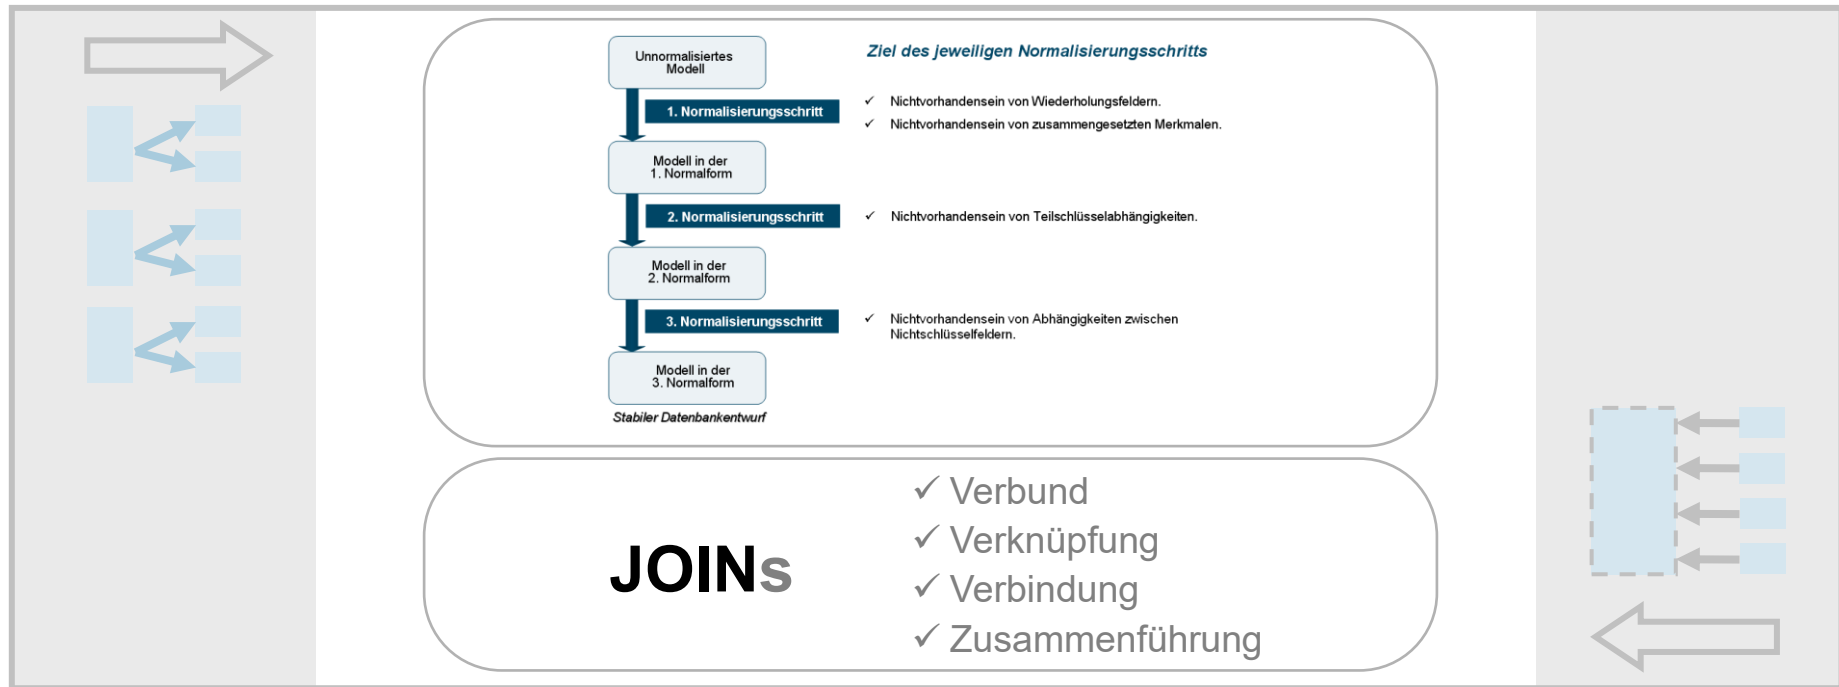 Unnormalisiertes
Modell
Ziel des jeweiligen Normalisierungsschritts
1. Normalisierungsschritt
✓ Nichtvorhandensein von Wiederholungsfeldern.
✓ Nichtvorhandensein von zusammengesetzten Merkmalen.
Modell in der
1. Normalform
2. Normalisierungsschritt
✓ Nichtvorhandensein von Teilschlüsselabhängigkeiten.
Modell in der
2. Normalform
3. Normalisierungsschritt
✓ Nichtvorhandensein von Abhängigkeiten zwischen
Nichtschlüsselfeldern.
Modell in der
3. Normalform
Stabiler Datenbankentwurf
JOINs
✓ Verbund
✓ Verknüpfung
✓ Verbindung
✓ Zusammenführung